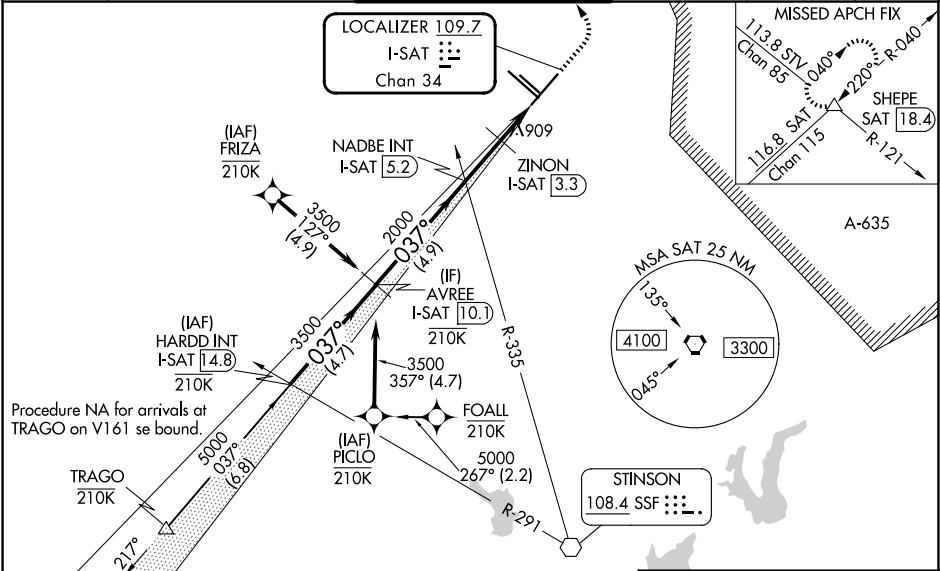 LOCALIZER 109.7
I-SAT
Chan 34
MISSED APCH FIX
113.8 STV
Chan 85
040°
220°
R-040
SHEPE
SAT 18.4
116.8 SAT
Chan 115
R-121
A-635
909
(IAF)
FRIZA
210K
NADBE INT
I-SAT 5.2
ZINON
I-SAT 3.3
3500
127°
(4.9)
2000
037°
(4.9)
(IF)
AVREE
I-SAT 10.1
210K
MSA SAT 25 NM
135°
4100
3300
045°
(IAF)
HARDD INT
I-SAT 14.8
210K
3500
037°
(4.7)
R-335
3500
357° (4.7)
Procedure NA for arrivals at
TRAGO on V161 se bound.
(IAF)
PICLO
210K
FOALL
210K
5000
267° (2.2)
5000
037°
(6.8)
TRAGO
210K
217°
R-291
STINSON
108.4 SSF